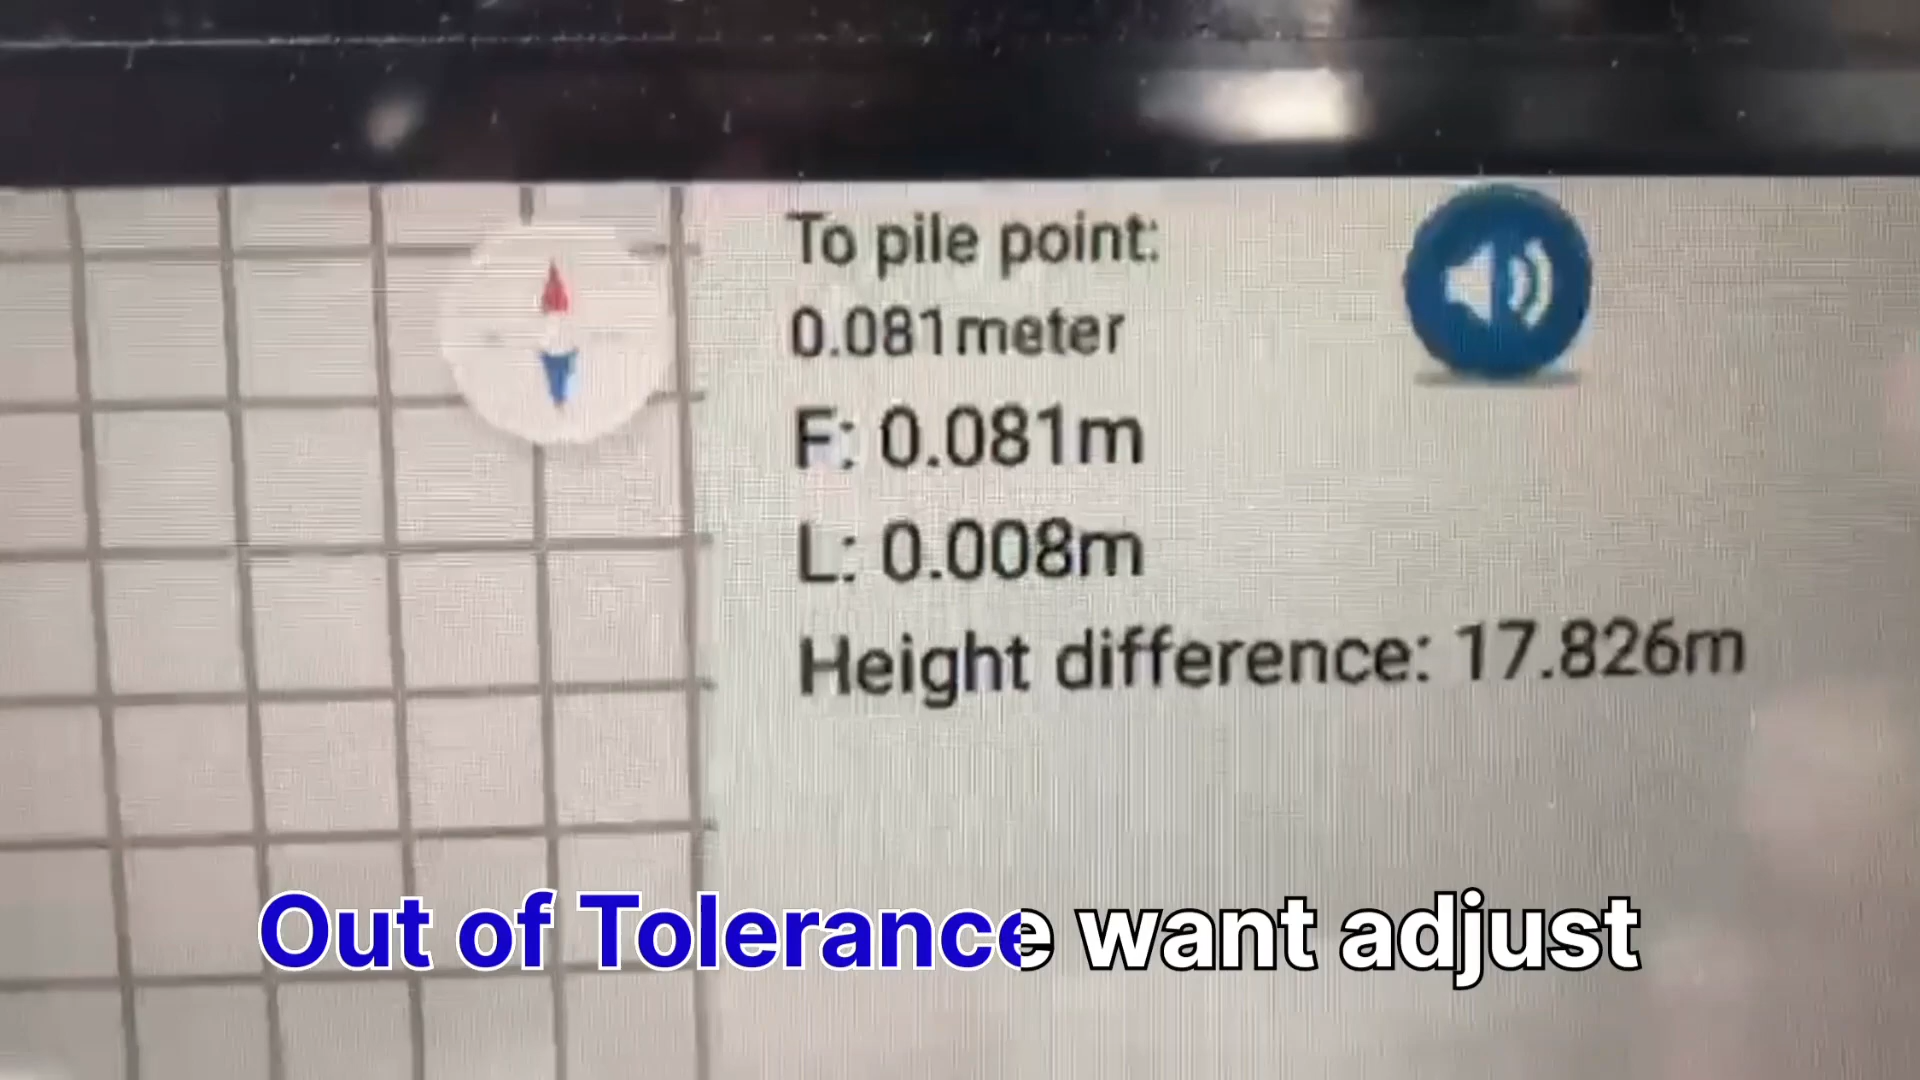 To pile point:
0.081meter
F: 0.081m
L: 0.008m
Height difference: 17.826m
Out of Tolerance want adjust